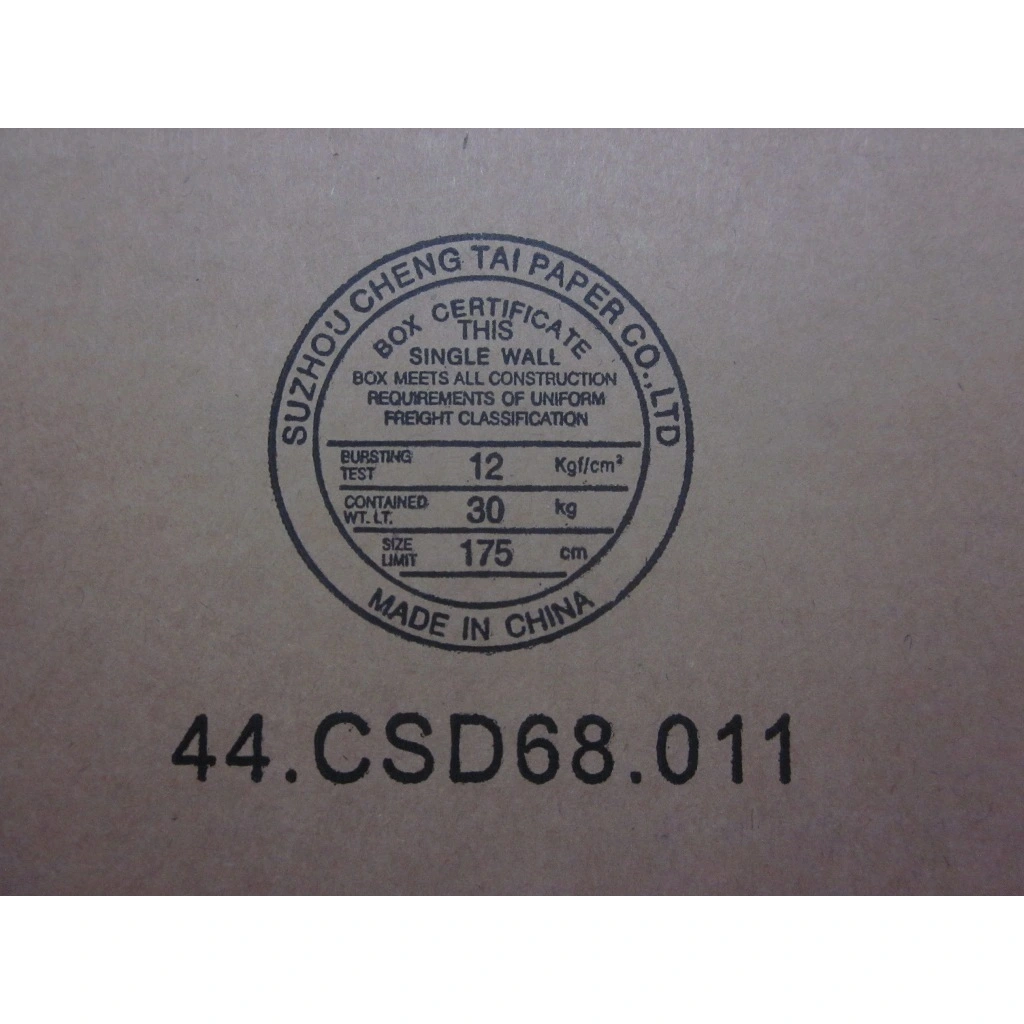 SUZHOU CHENG TAI PAPER CO.,LTD
BOX CERTIFICATE
THIS
SINGLE WALL
BOX MEETS ALL CONSTRUCTION
REQUIREMENTS OF UNIFORM
FREIGHT CLASSIFICATION
BURSTING TEST 12 Kgf/cm²
CONTAINED WT. LT. 30 kg
SIZE LIMIT 175 cm
MADE IN CHINA
44.CSD68.011